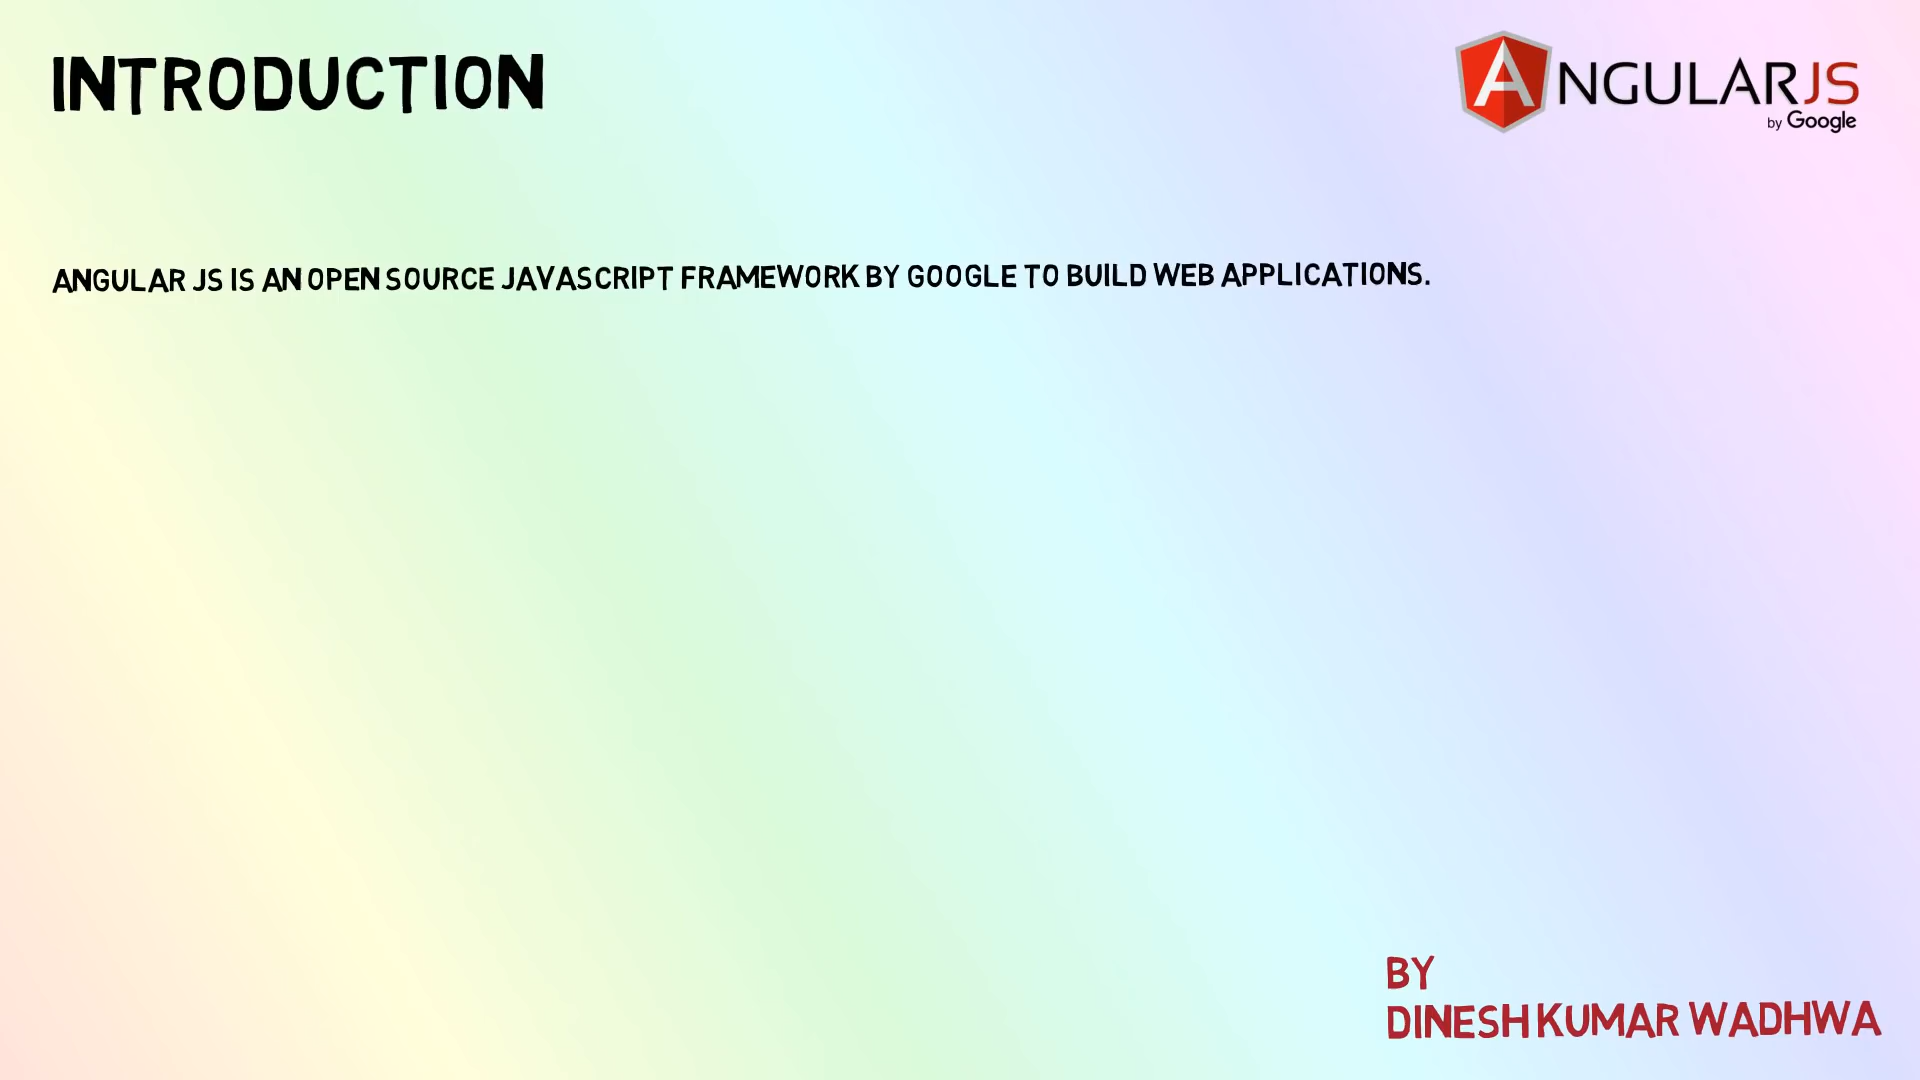 INTRODUCTION
ANGULARJS
by Google
ANGULAR JS IS AN OPEN SOURCE JAVASCRIPT FRAMEWORK BY GOOGLE TO BUILD WEB APPLICATIONS.
BY
DINESH KUMAR WADHWA